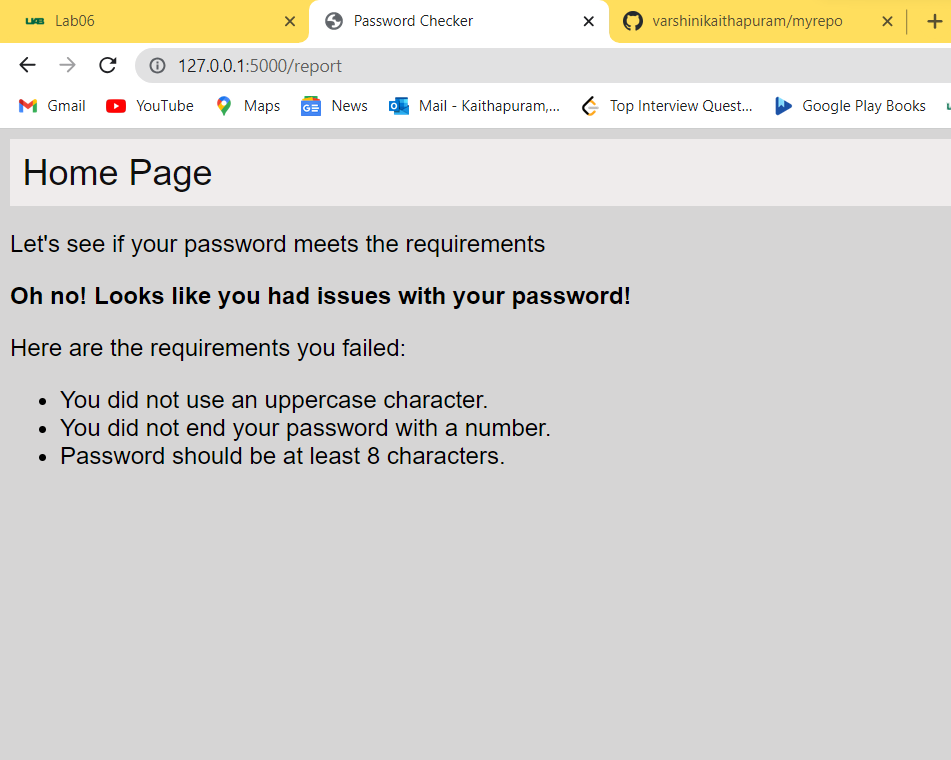 UAB Lab06
Password Checker
varshinikaithapuram/myrepo
127.0.0.1:5000/report
Gmail
YouTube
Maps
GE News
Mail - Kaithapuram,...
Top Interview Quest...
Google Play Books
Home Page
Let's see if your password meets the requirements
Oh no! Looks like you had issues with your password!
Here are the requirements you failed:
• You did not use an uppercase character.
• You did not end your password with a number.
• Password should be at least 8 characters.